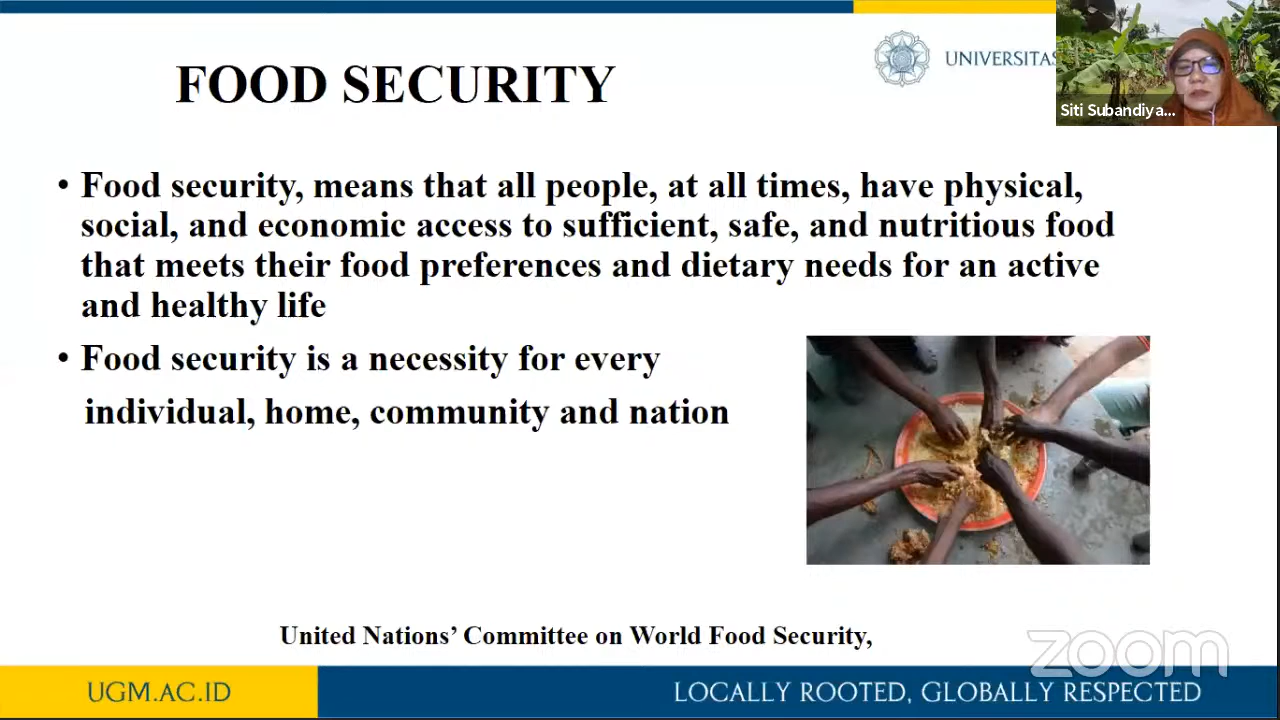 FOOD SECURITY
UNIVERSITAS
Siti Subandiya...
• Food security, means that all people, at all times, have physical,
social, and economic access to sufficient, safe, and nutritious food
that meets their food preferences and dietary needs for an active
and healthy life
• Food security is a necessity for every
individual, home, community and nation
United Nations’ Committee on World Food Security,
zoom
UGM.AC.ID
LOCALLY ROOTED, GLOBALLY RESPECTED